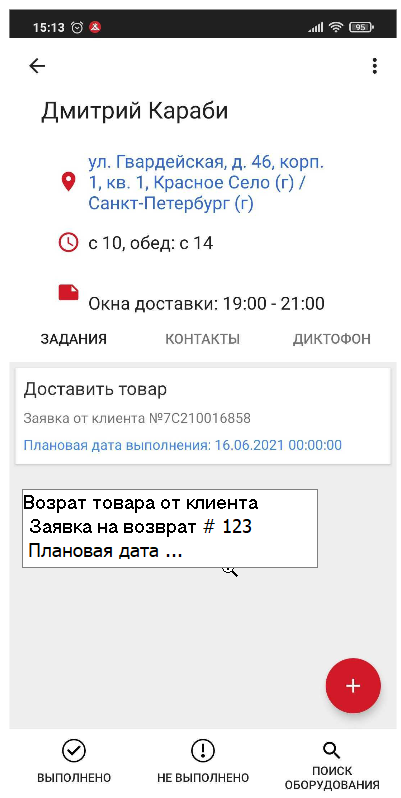 15:13
95
Дмитрий Караби
ул. Гвардейская, д. 46, корп.
1, кв. 1, Красное Село (г) /
Санкт-Петербург (г)
с 10, обед: с 14
Окна доставки: 19:00 - 21:00
ЗАДАНИЯ КОНТАКТЫ ДИКТОФОН
Доставить товар
Заявка от клиента №7C210016858
Плановая дата выполнения: 16.06.2021 00:00:00
Возрат товара от клиента
Заявка на возврат # 123
Плановая дата ...
ВЫПОЛНЕНО НЕ ВЫПОЛНЕНО ПОИСК
ОБОРУДОВАНИЯ